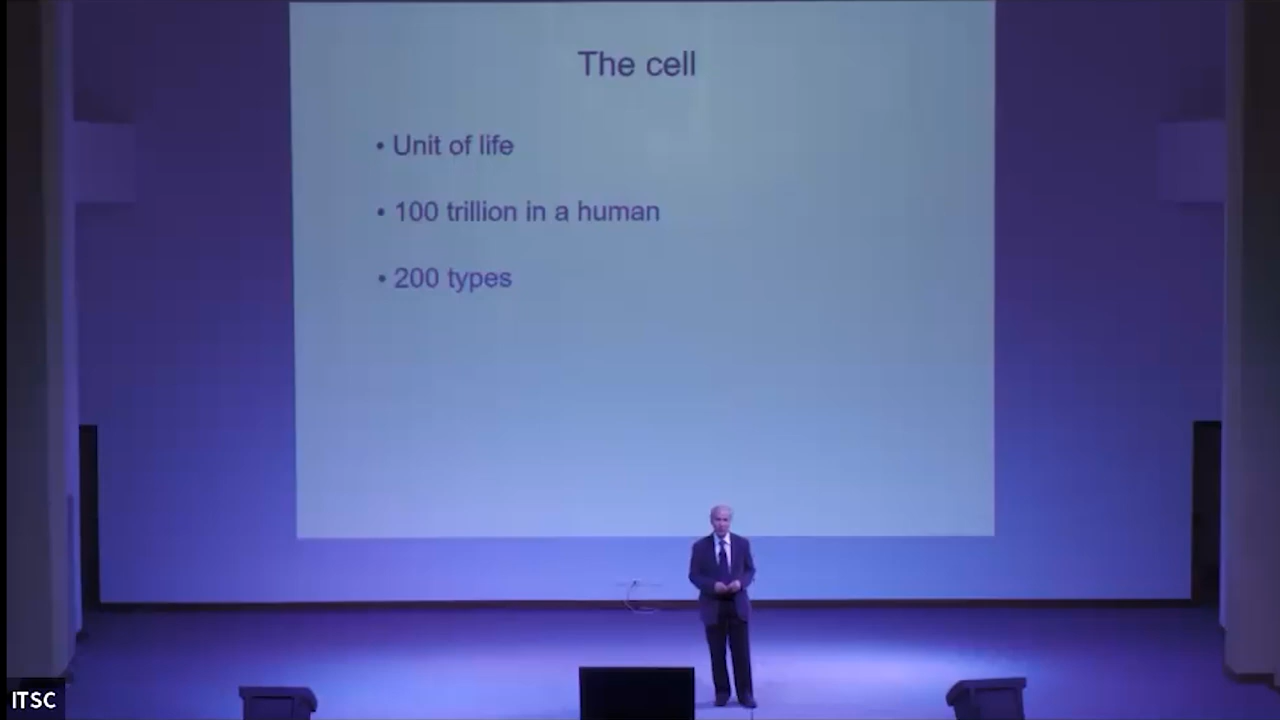 The cell
• Unit of life
• 100 trillion in a human
• 200 types
ITSC